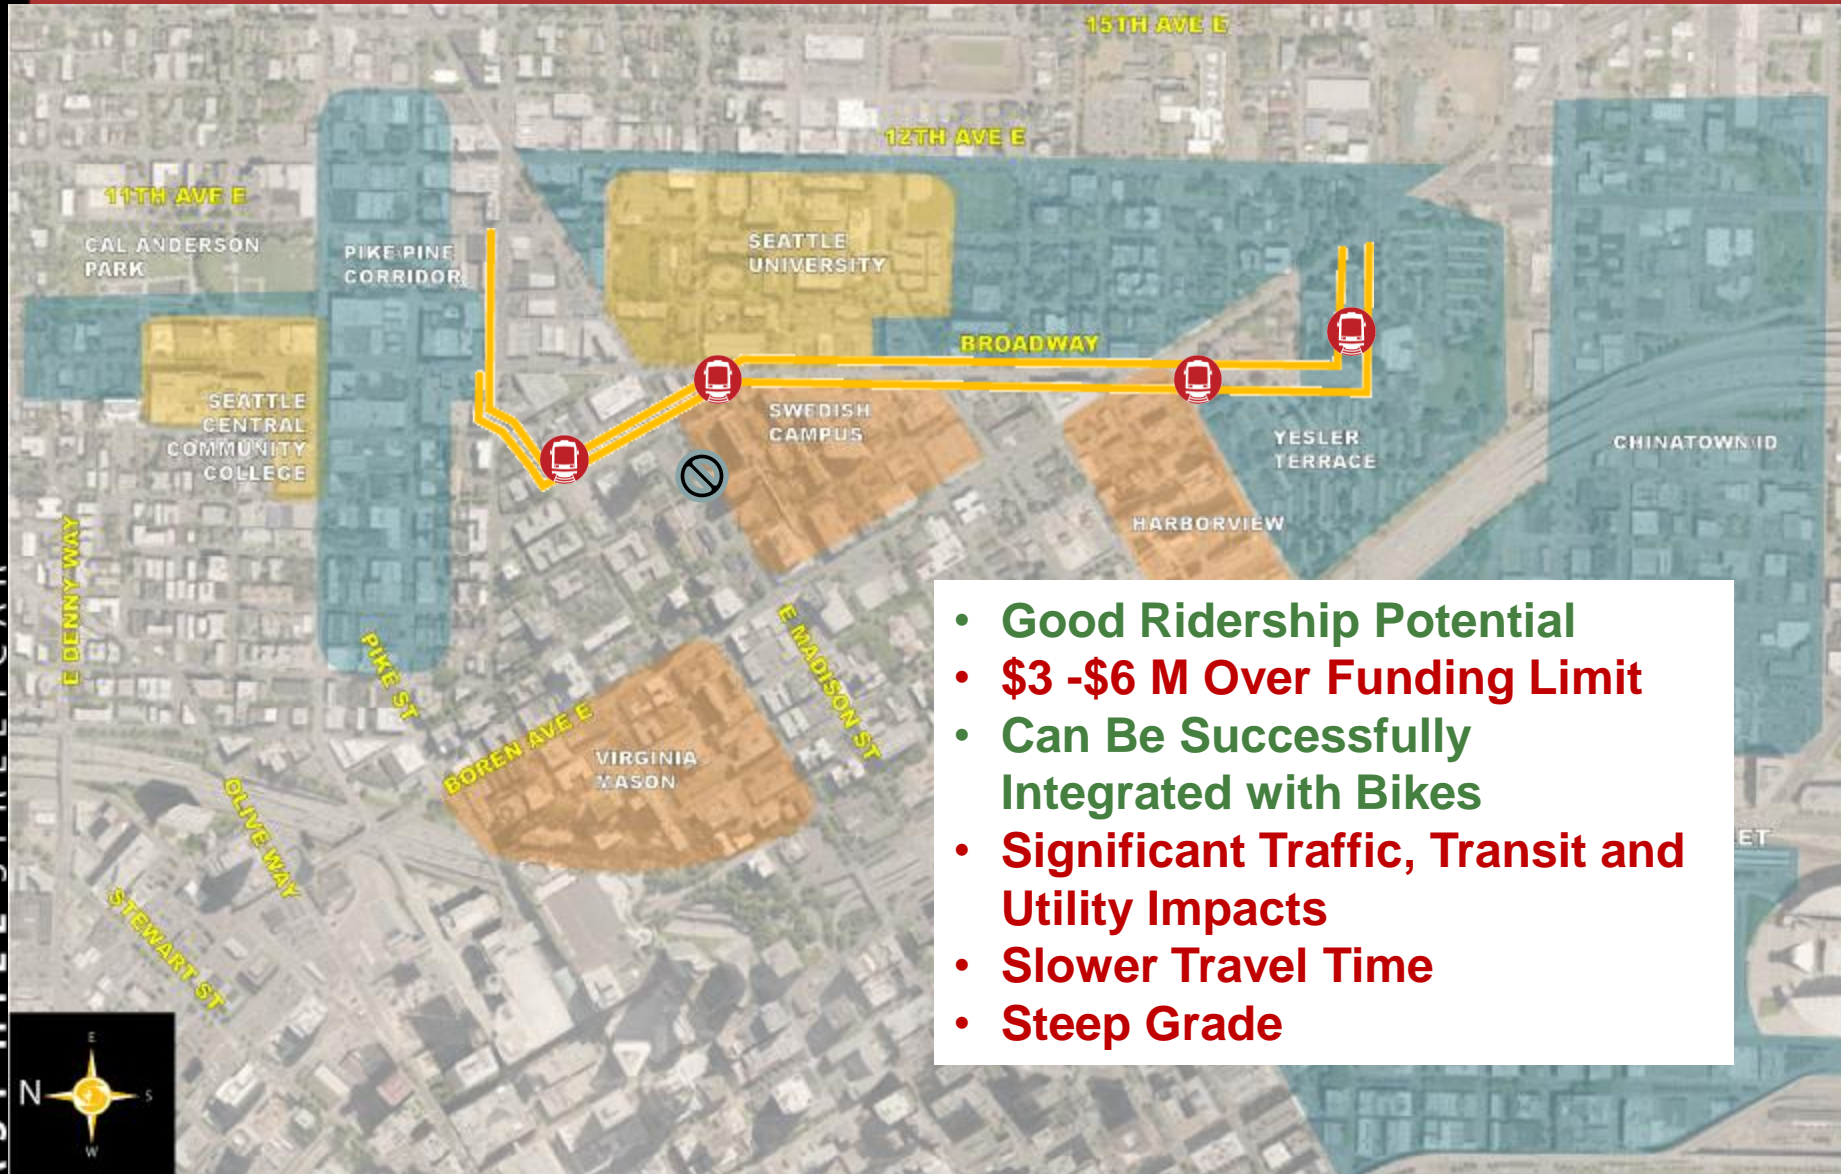 15TH AVE E
12TH AVE E
11TH AVE E
CAL ANDERSON
PARK
PIKE PINE
CORRIDOR
SEATTLE
UNIVERSITY
BROADWAY
SEATTLE
CENTRAL
COMMUNITY
COLLEGE
SWEDISH
CAMPUS
YESLER
TERRACE
CHINATOWN ID
HARBORVIEW
E DENNY WAY
PIKE ST
E MADISON ST
BOREN AVE E
VIRGINIA
MASON
OLIVE WAY
STEWART ST
• Good Ridership Potential
• $3 -$6 M Over Funding Limit
• Can Be Successfully
Integrated with Bikes
• Significant Traffic, Transit and
Utility Impacts
• Slower Travel Time
• Steep Grade
E
N
S
W